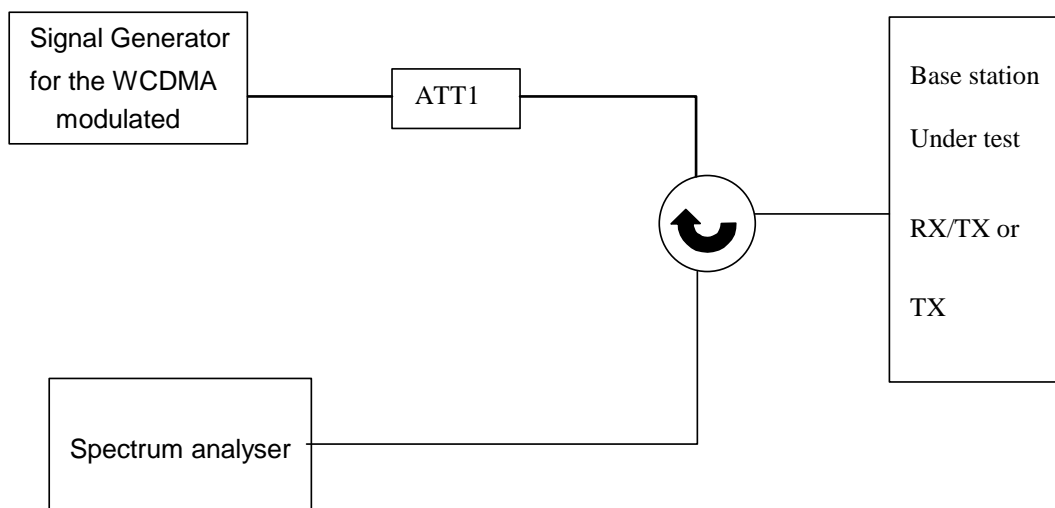 Signal Generator
for the WCDMA
modulated
ATT1
Base station
Under test
RX/TX or
TX
Spectrum analyser